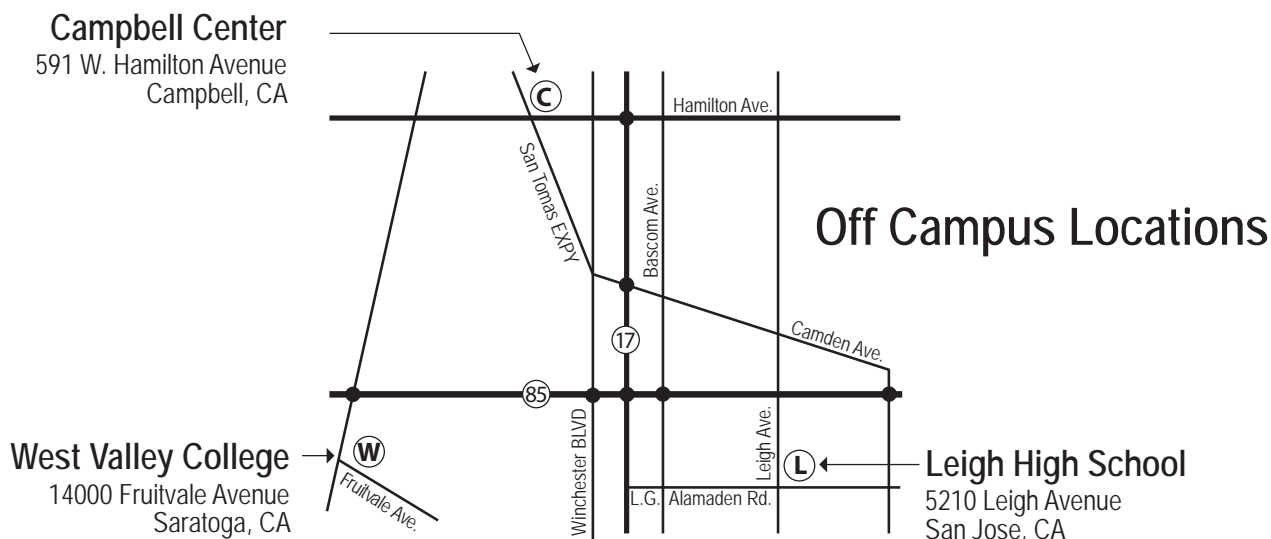 Campbell Center
591 W. Hamilton Avenue
Campbell, CA
C
Hamilton Ave.
San Tomas EXPY
Bascom Ave.
Off Campus Locations
17
Camden Ave.
85
Winchester BLVD
Leigh Ave.
West Valley College
14000 Fruitvale Avenue
Saratoga, CA
W
Fruitvale Ave.
L
L.G. Alamaden Rd.
Leigh High School
5210 Leigh Avenue
San Jose, CA